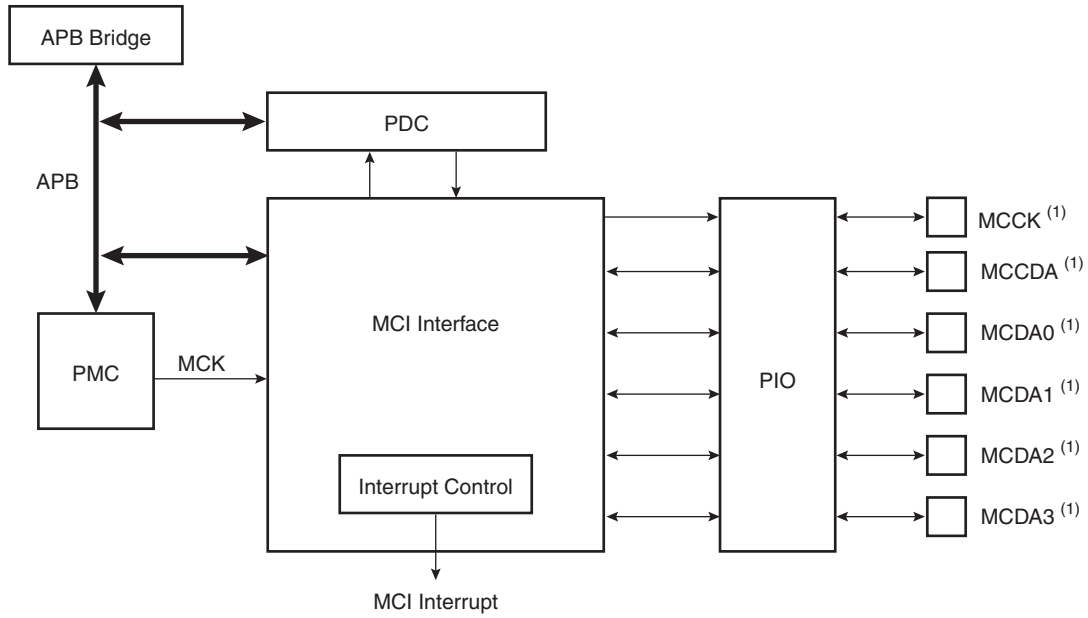 APB Bridge
PDC
APB
MCCK (1)
MCCDA (1)
MCI Interface
MCDA0 (1)
PMC
MCK
PIO
MCDA1 (1)
MCDA2 (1)
Interrupt Control
MCDA3 (1)
MCI Interrupt